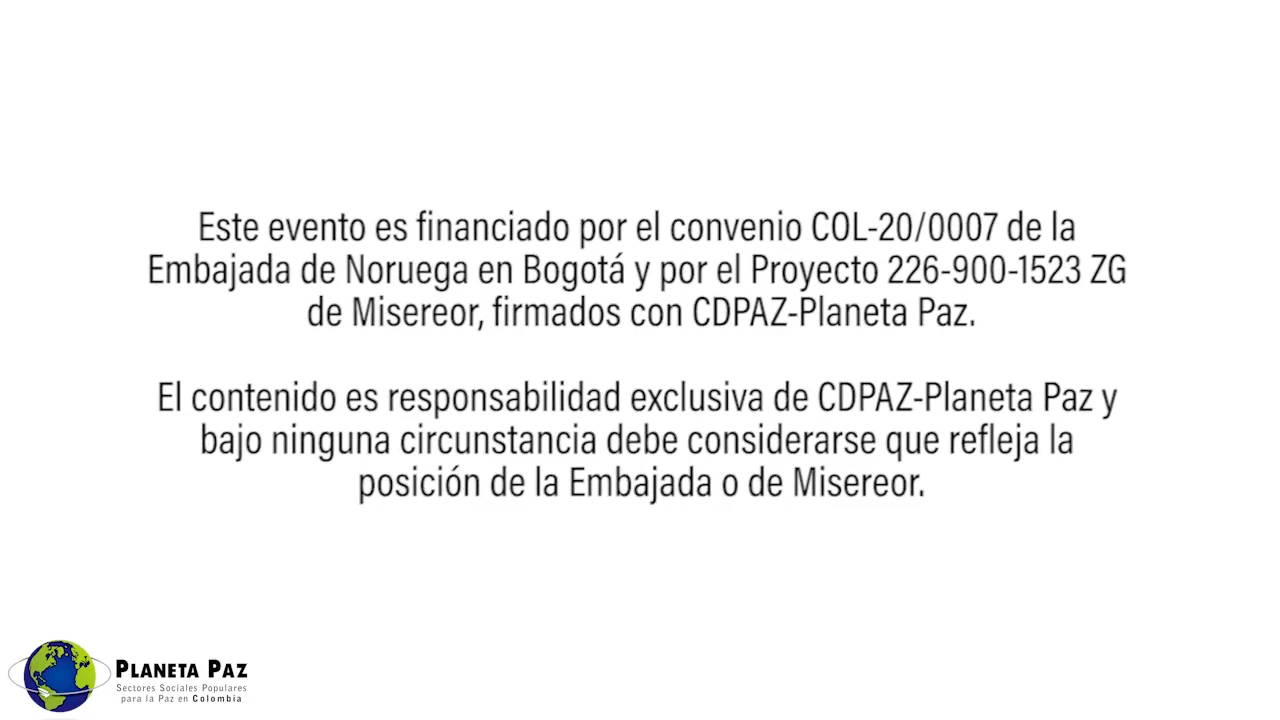 Este evento es financiado por el convenio COL-20/0007 de la
Embajada de Noruega en Bogotá y por el Proyecto 226-900-1523 ZG
de Misereor, firmados con CDPAZ-Planeta Paz.
El contenido es responsabilidad exclusiva de CDPAZ-Planeta Paz y
bajo ninguna circunstancia debe considerarse que refleja la
posición de la Embajada o de Misereor.
PLANETA PAZ
Sectores Sociales Populares
para la Paz en Colombia